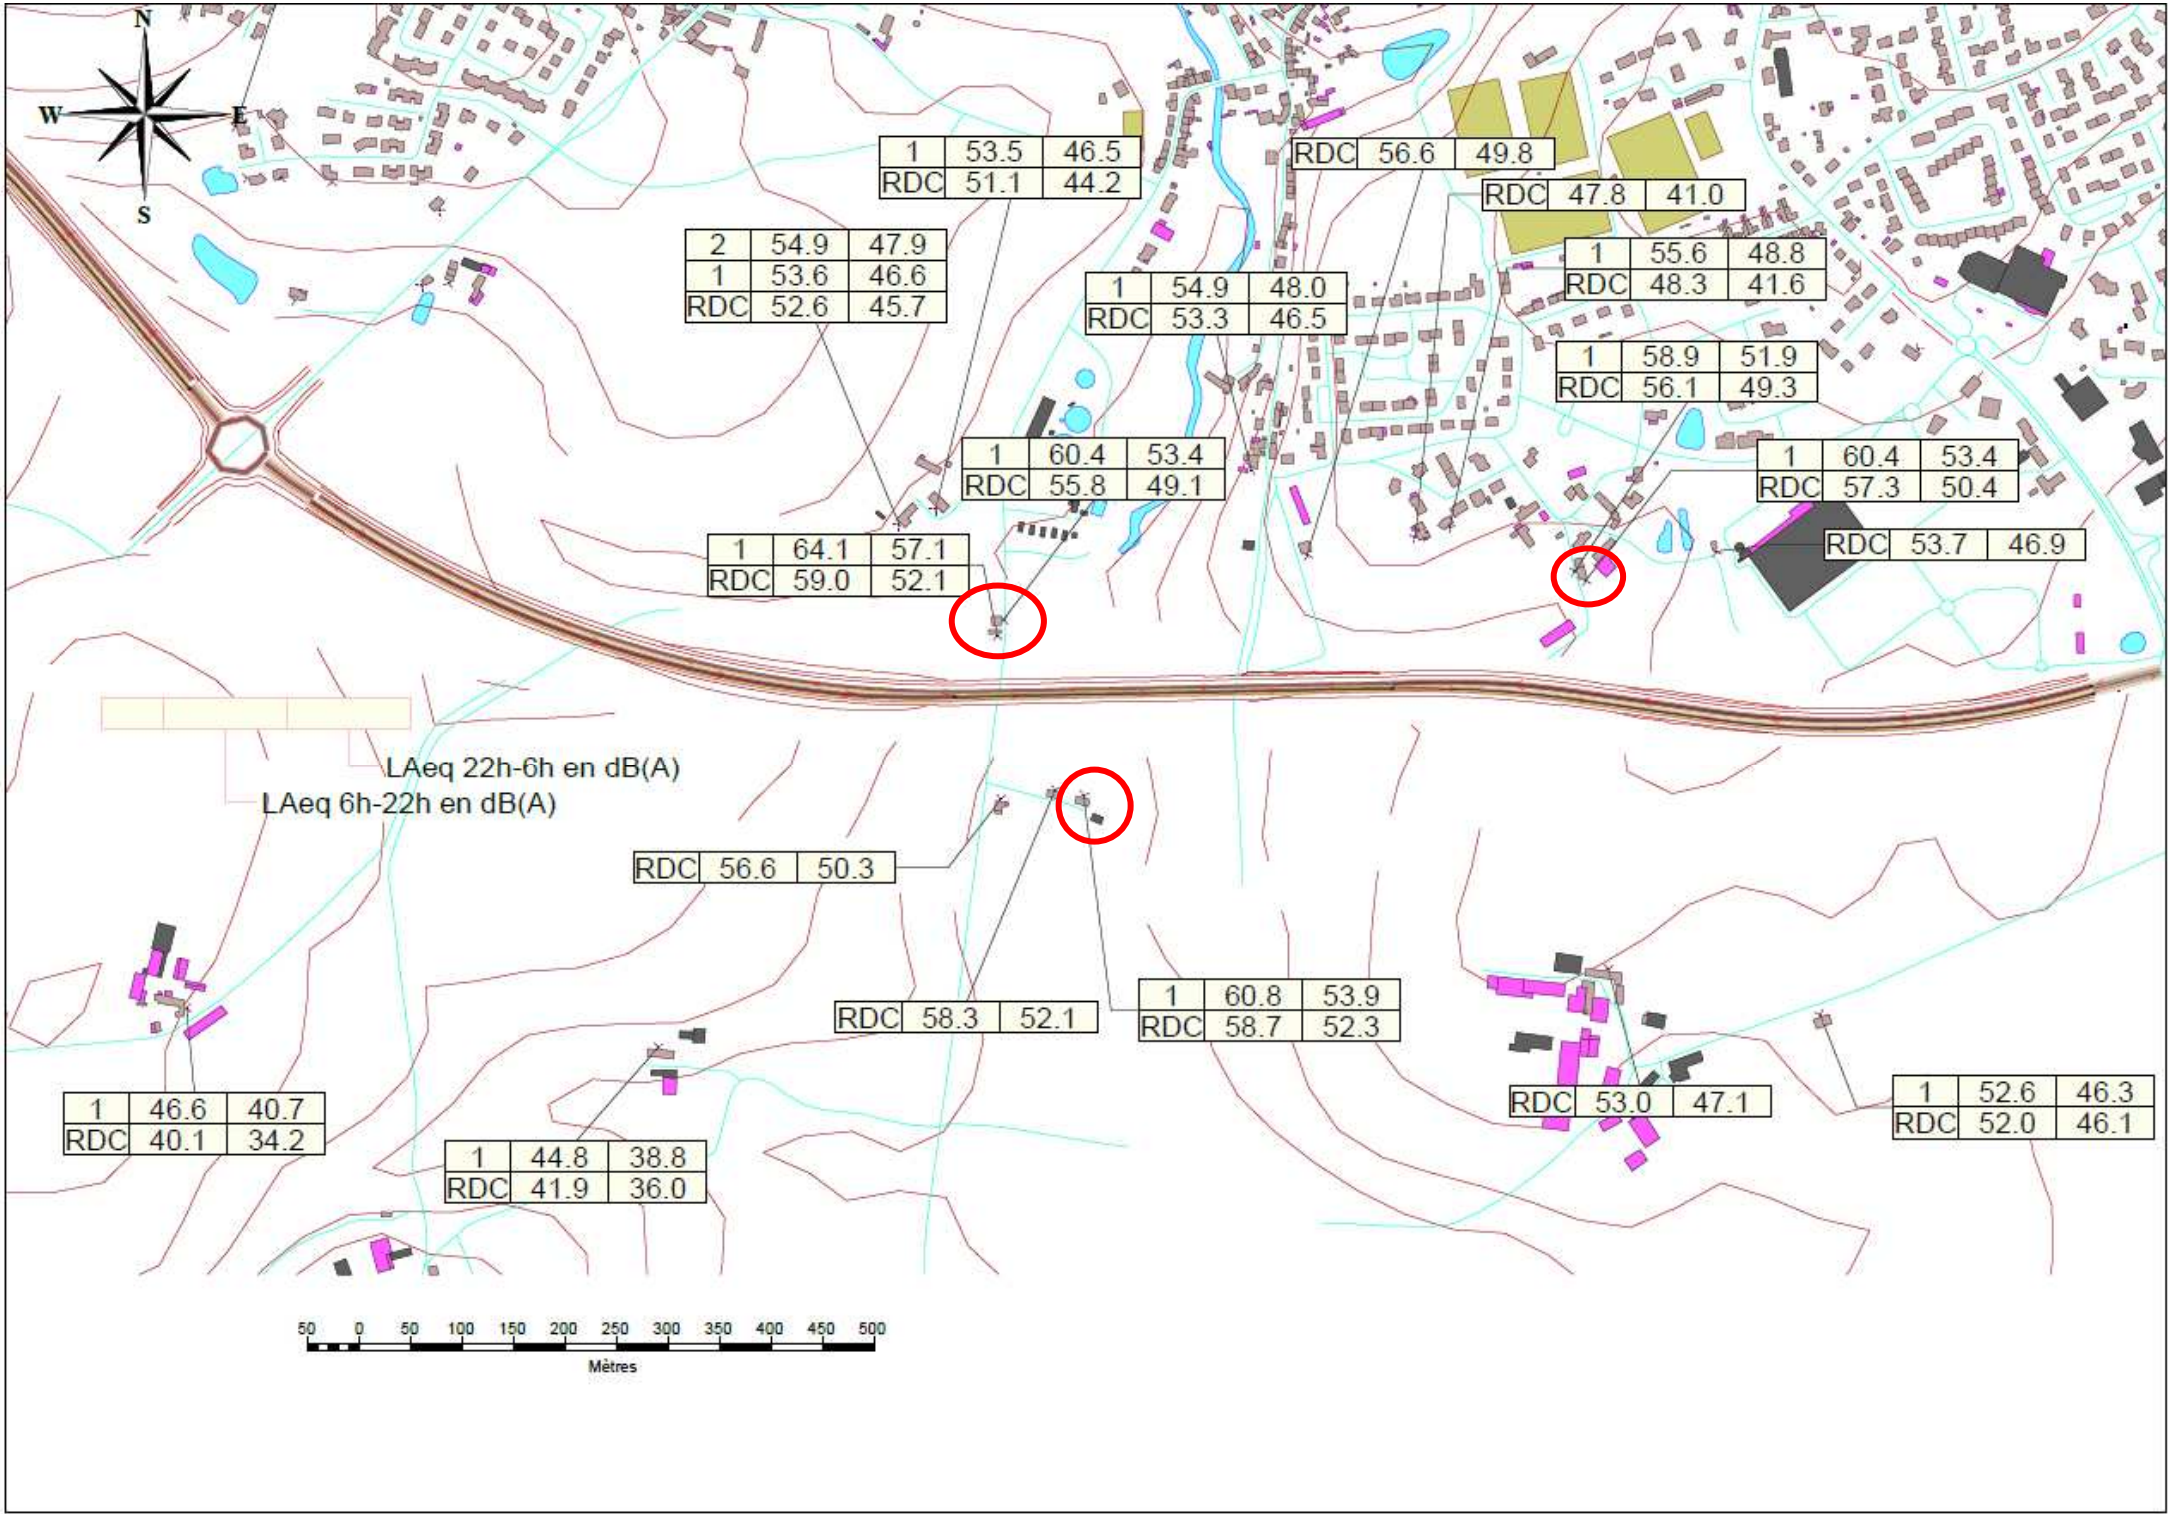 N
W E
S
1 53.5 46.5
RDC 51.1 44.2
RDC 56.6 49.8
RDC 47.8 41.0
2 54.9 47.9
1 53.6 46.6
RDC 52.6 45.7
1 55.6 48.8
RDC 48.3 41.6
1 54.9 48.0
RDC 53.3 46.5
1 58.9 51.9
RDC 56.1 49.3
1 60.4 53.4
RDC 55.8 49.1
1 60.4 53.4
RDC 57.3 50.4
1 64.1 57.1
RDC 59.0 52.1
RDC 53.7 46.9
LAeq 22h-6h en dB(A)
LAeq 6h-22h en dB(A)
RDC 56.6 50.3
RDC 58.3 52.1
1 60.8 53.9
RDC 58.7 52.3
1 46.6 40.7
RDC 40.1 34.2
RDC 53.0 47.1
1 52.6 46.3
RDC 52.0 46.1
1 44.8 38.8
RDC 41.9 36.0
50 0 50 100 150 200 250 300 350 400 450 500
Mètres